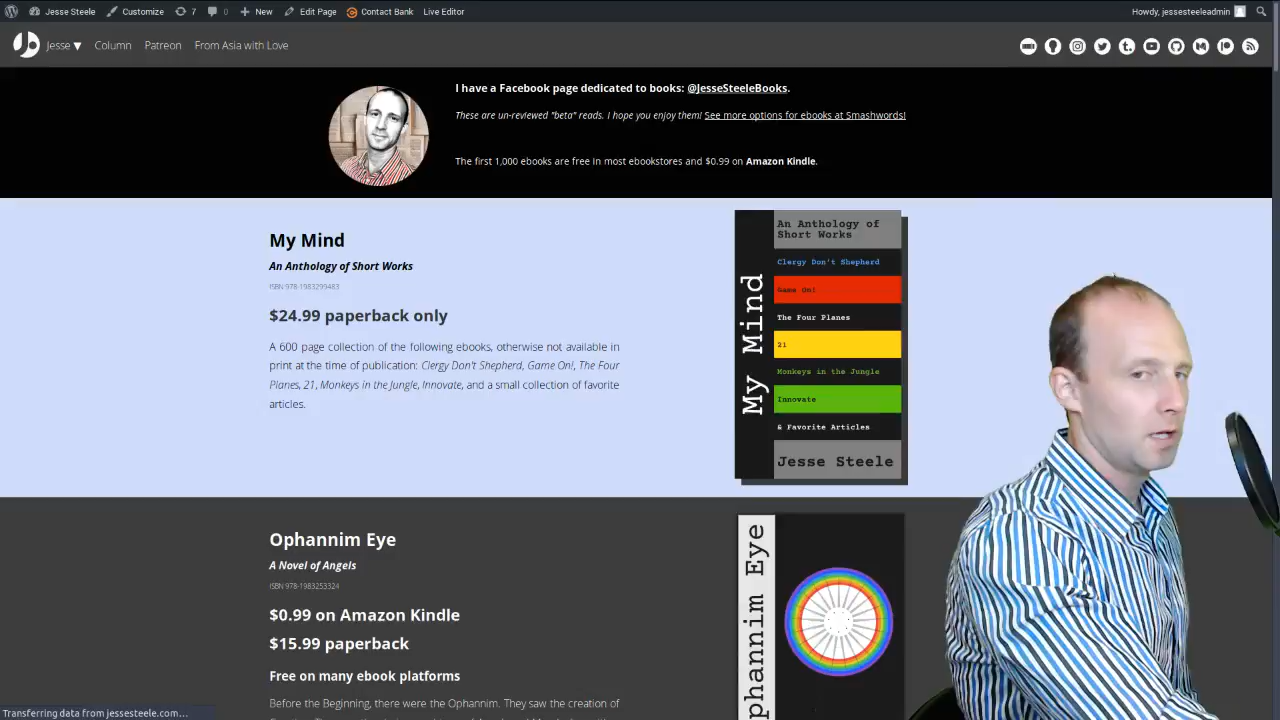 Jesse Steele Customize 7 0 New Edit Page Contact Bank Live Editor Howdy, jessesteeleadmin
Jesse ▼ Column Patreon From Asia with Love
I have a Facebook page dedicated to books: @JesseSteeleBooks.
These are un-reviewed "beta" reads. I hope you enjoy them! See more options for ebooks at Smashwords!
The first 1,000 ebooks are free in most ebookstores and $0.99 on Amazon Kindle.
My Mind
An Anthology of Short Works
ISBN 978-1983299483
$24.99 paperback only
A 600 page collection of the following ebooks, otherwise not available in
print at the time of publication: Clergy Don't Shepherd, Game On!, The Four
Planes, 21, Monkeys in the Jungle, Innovate, and a small collection of favorite
articles.
My Mind
An Anthology of
Short Works
Clergy Don't Shepherd
Game On!
The Four Planes
21
Monkeys in the Jungle
Innovate
& Favorite Articles
Jesse Steele
Ophannim Eye
A Novel of Angels
ISBN 978-1983253324
$0.99 on Amazon Kindle
$15.99 paperback
Free on many ebook platforms
Before the Beginning, there were the Ophannim. They saw the creation of
phannim Eye
Transferring data from jessesteele.com...